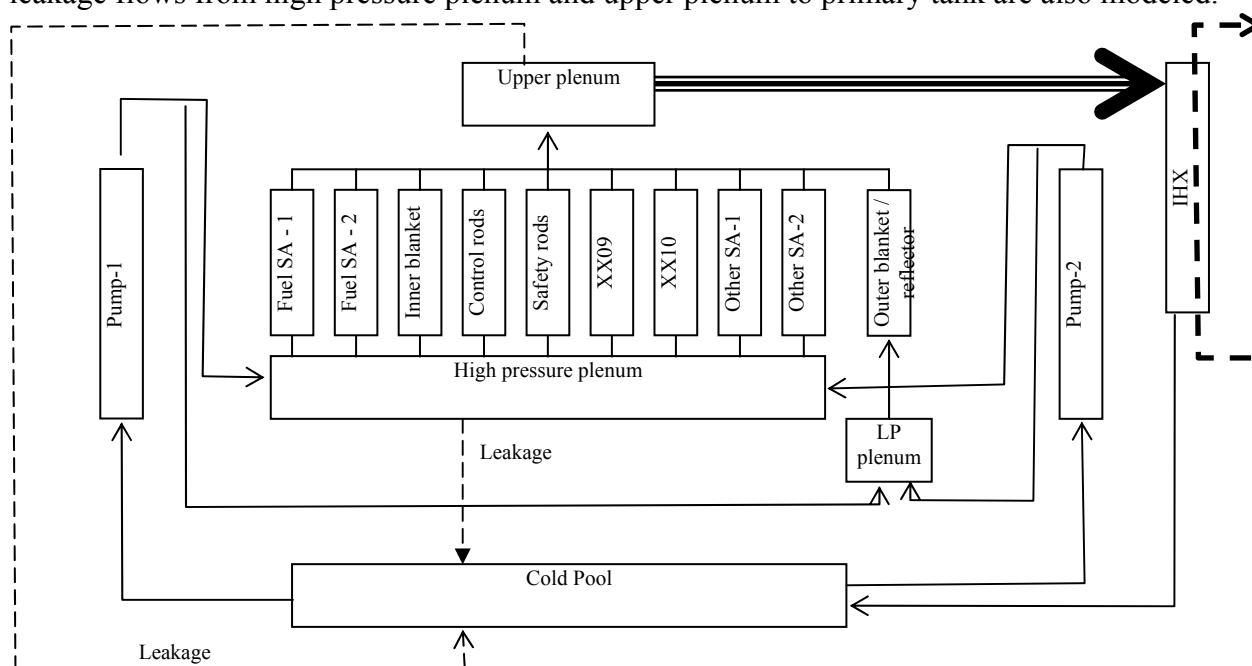 leakage flows from high pressure plenum and upper plenum to primary tank are also modeled.
Upper plenum
Pump-1
Fuel SA - 1
Fuel SA - 2
Inner blanket
Control rods
Safety rods
XX09
XX10
Other SA-1
Other SA-2
Outer blanket /
reflector
Pump-2
IHX
High pressure plenum
Leakage
LP
plenum
Cold Pool
Leakage